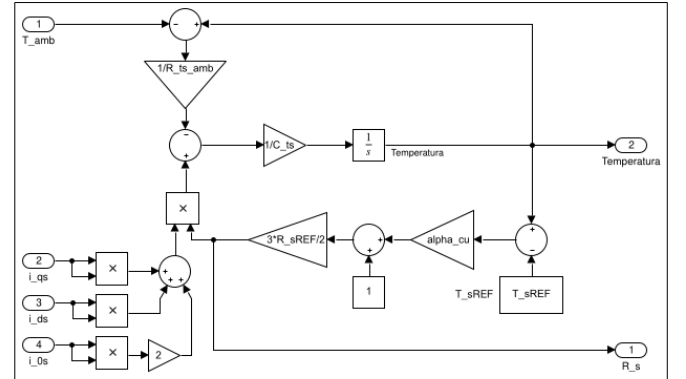 1
T_amb
− +
1/R_ts_amb
−
+
1/C_ts
1
s
Temperatura
2
Temperatura
×
3*R_sREF/2
+
+
alpha_cu
+
−
1
T_sREF
T_sREF
2
i_qs
×
+
+ +
3
i_ds
×
4
i_0s
×
2
1
R_s